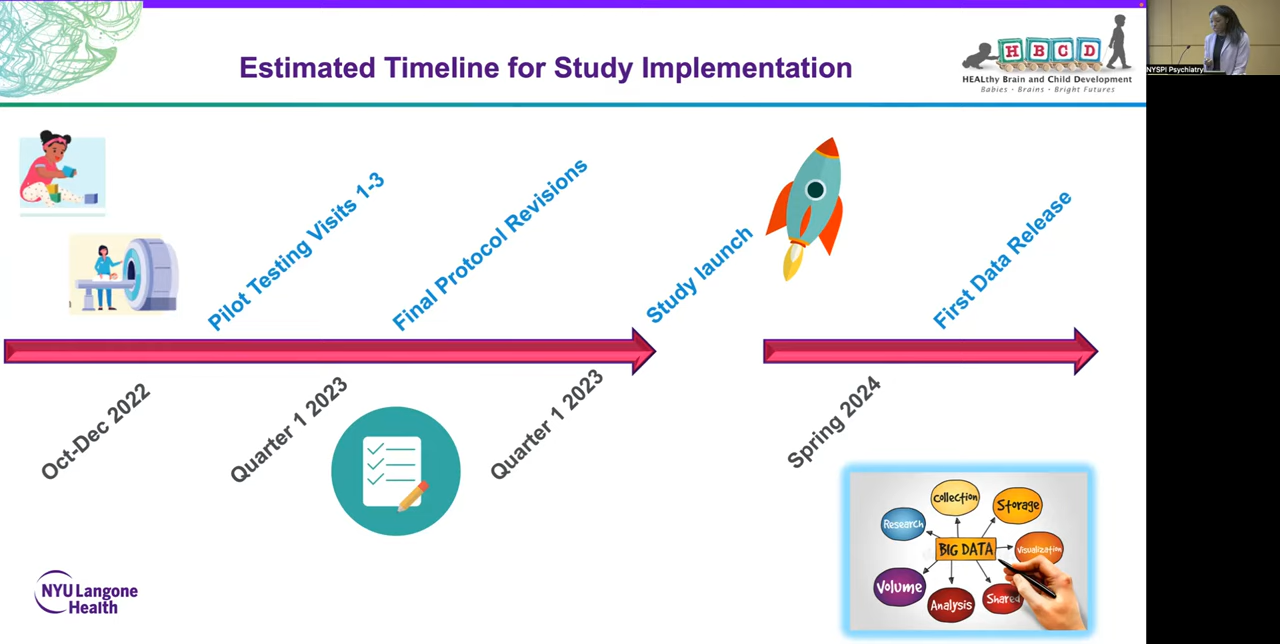 Estimated Timeline for Study Implementation
HBCD
HEALthy Brain and Child Development
Babies · Brains · Bright Futures
NYSPI Psychiatry
Pilot Testing Visits 1-3
Final Protocol Revisions
Study launch
First Data Release
Oct-Dec 2022
Quarter 1 2023
Quarter 1 2023
Spring 2024
Collection
Storage
Research
BIG DATA
Visualization
Volume
Analysis
Shared
NYU Langone
Health